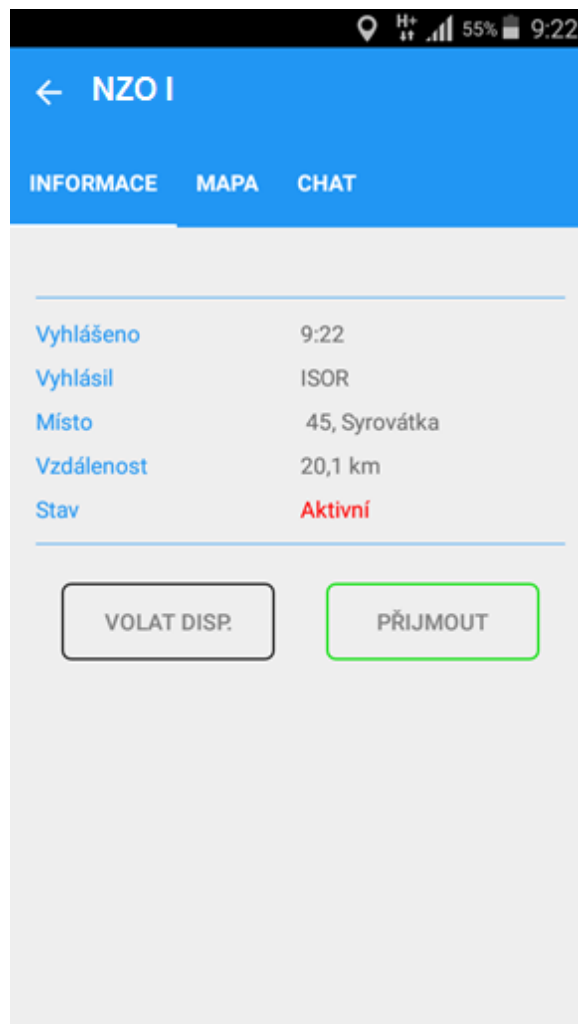 H+ 55% 9:22
NZO I
INFORMACE MAPA CHAT
Vyhlášeno 9:22
Vyhlásil ISOR
Místo 45, Syrovátka
Vzdálenost 20,1 km
Stav Aktivní
VOLAT DISP. PŘIJMOUT